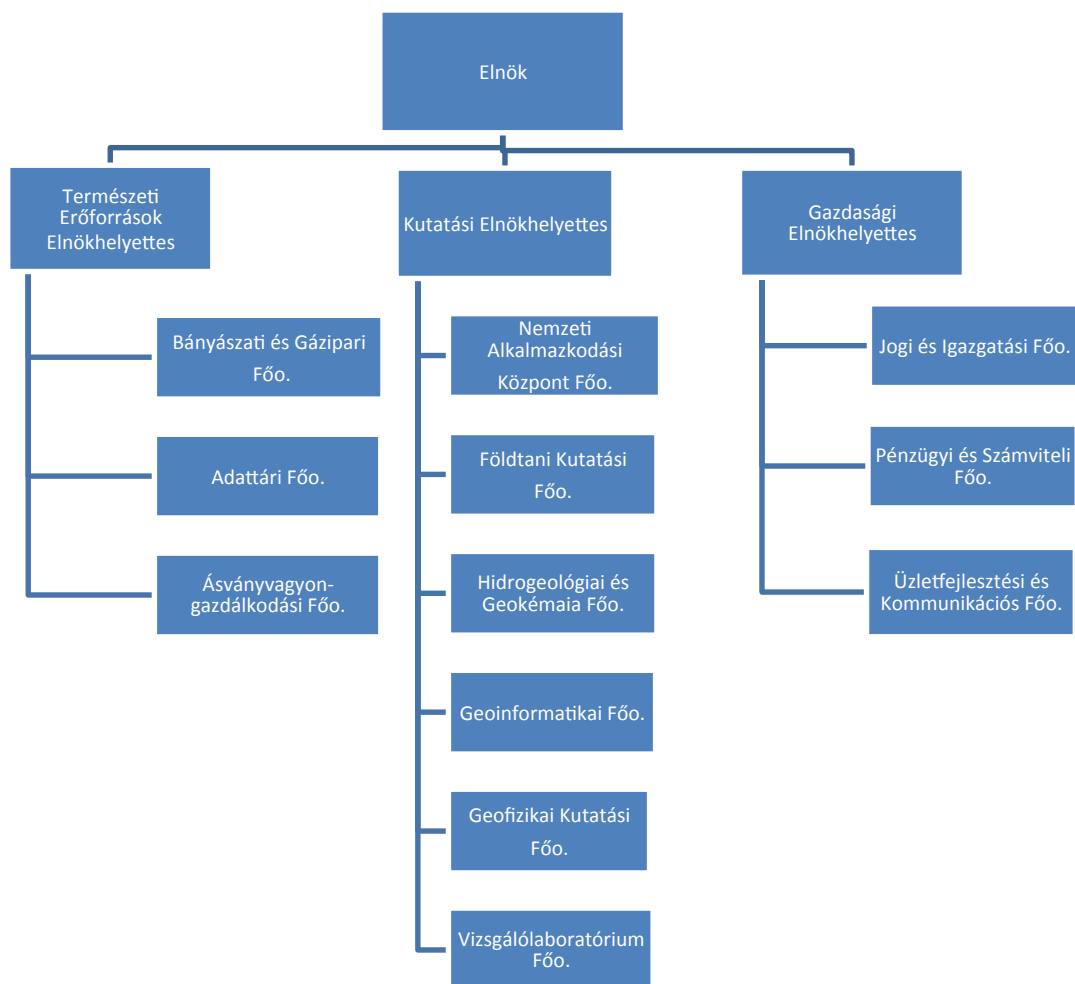 Elnök
Természeti
Erőforrások
Elnökhelyettes
Kutatási Elnökhelyettes
Gazdasági
Elnökhelyettes
Bányászati és Gázipari
Főo.
Adattári Főo.
Ásványvagyon-
gazdálkodási Főo.
Nemzeti
Alkalmazkodási
Központ Főo.
Földtani Kutatási
Főo.
Hidrogeológiai és
Geokémaia Főo.
Geoinformatikai Főo.
Geofizikai Kutatási
Főo.
Vizsgálólaboratórium
Főo.
Jogi és Igazgatási Főo.
Pénzügyi és Számviteli
Főo.
Üzletfejlesztési és
Kommunikációs Főo.